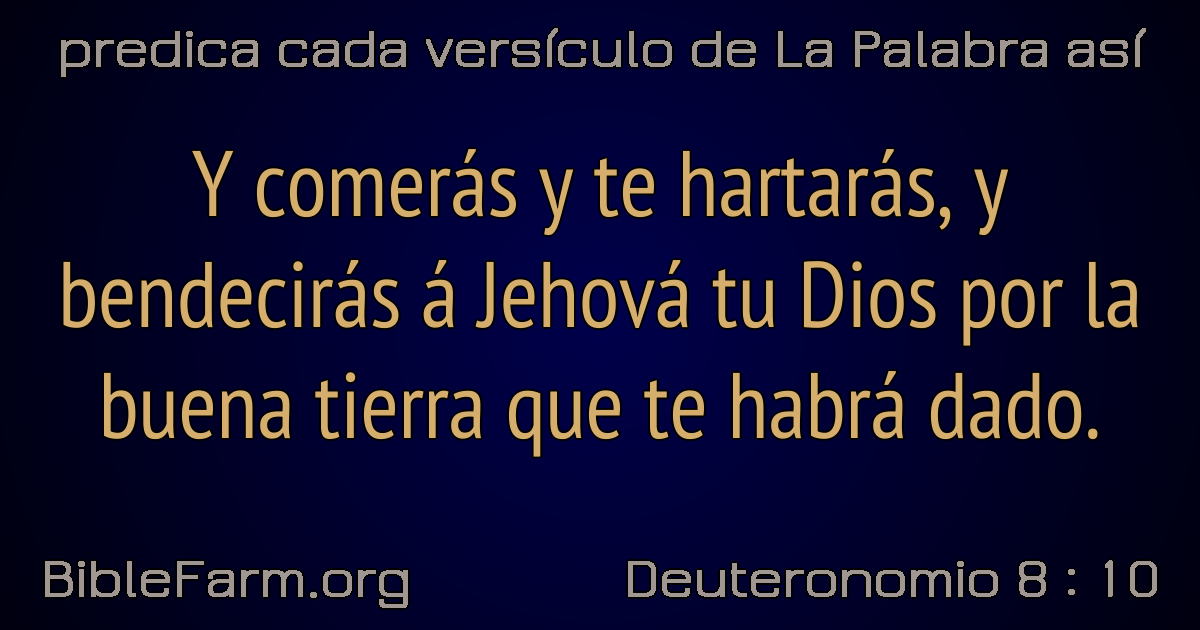 predica cada versículo de La Palabra así
Y comerás y te hartarás, y
bendecirás á Jehová tu Dios por la
buena tierra que te habrá dado.
BibleFarm.org
Deuteronomio 8 : 10